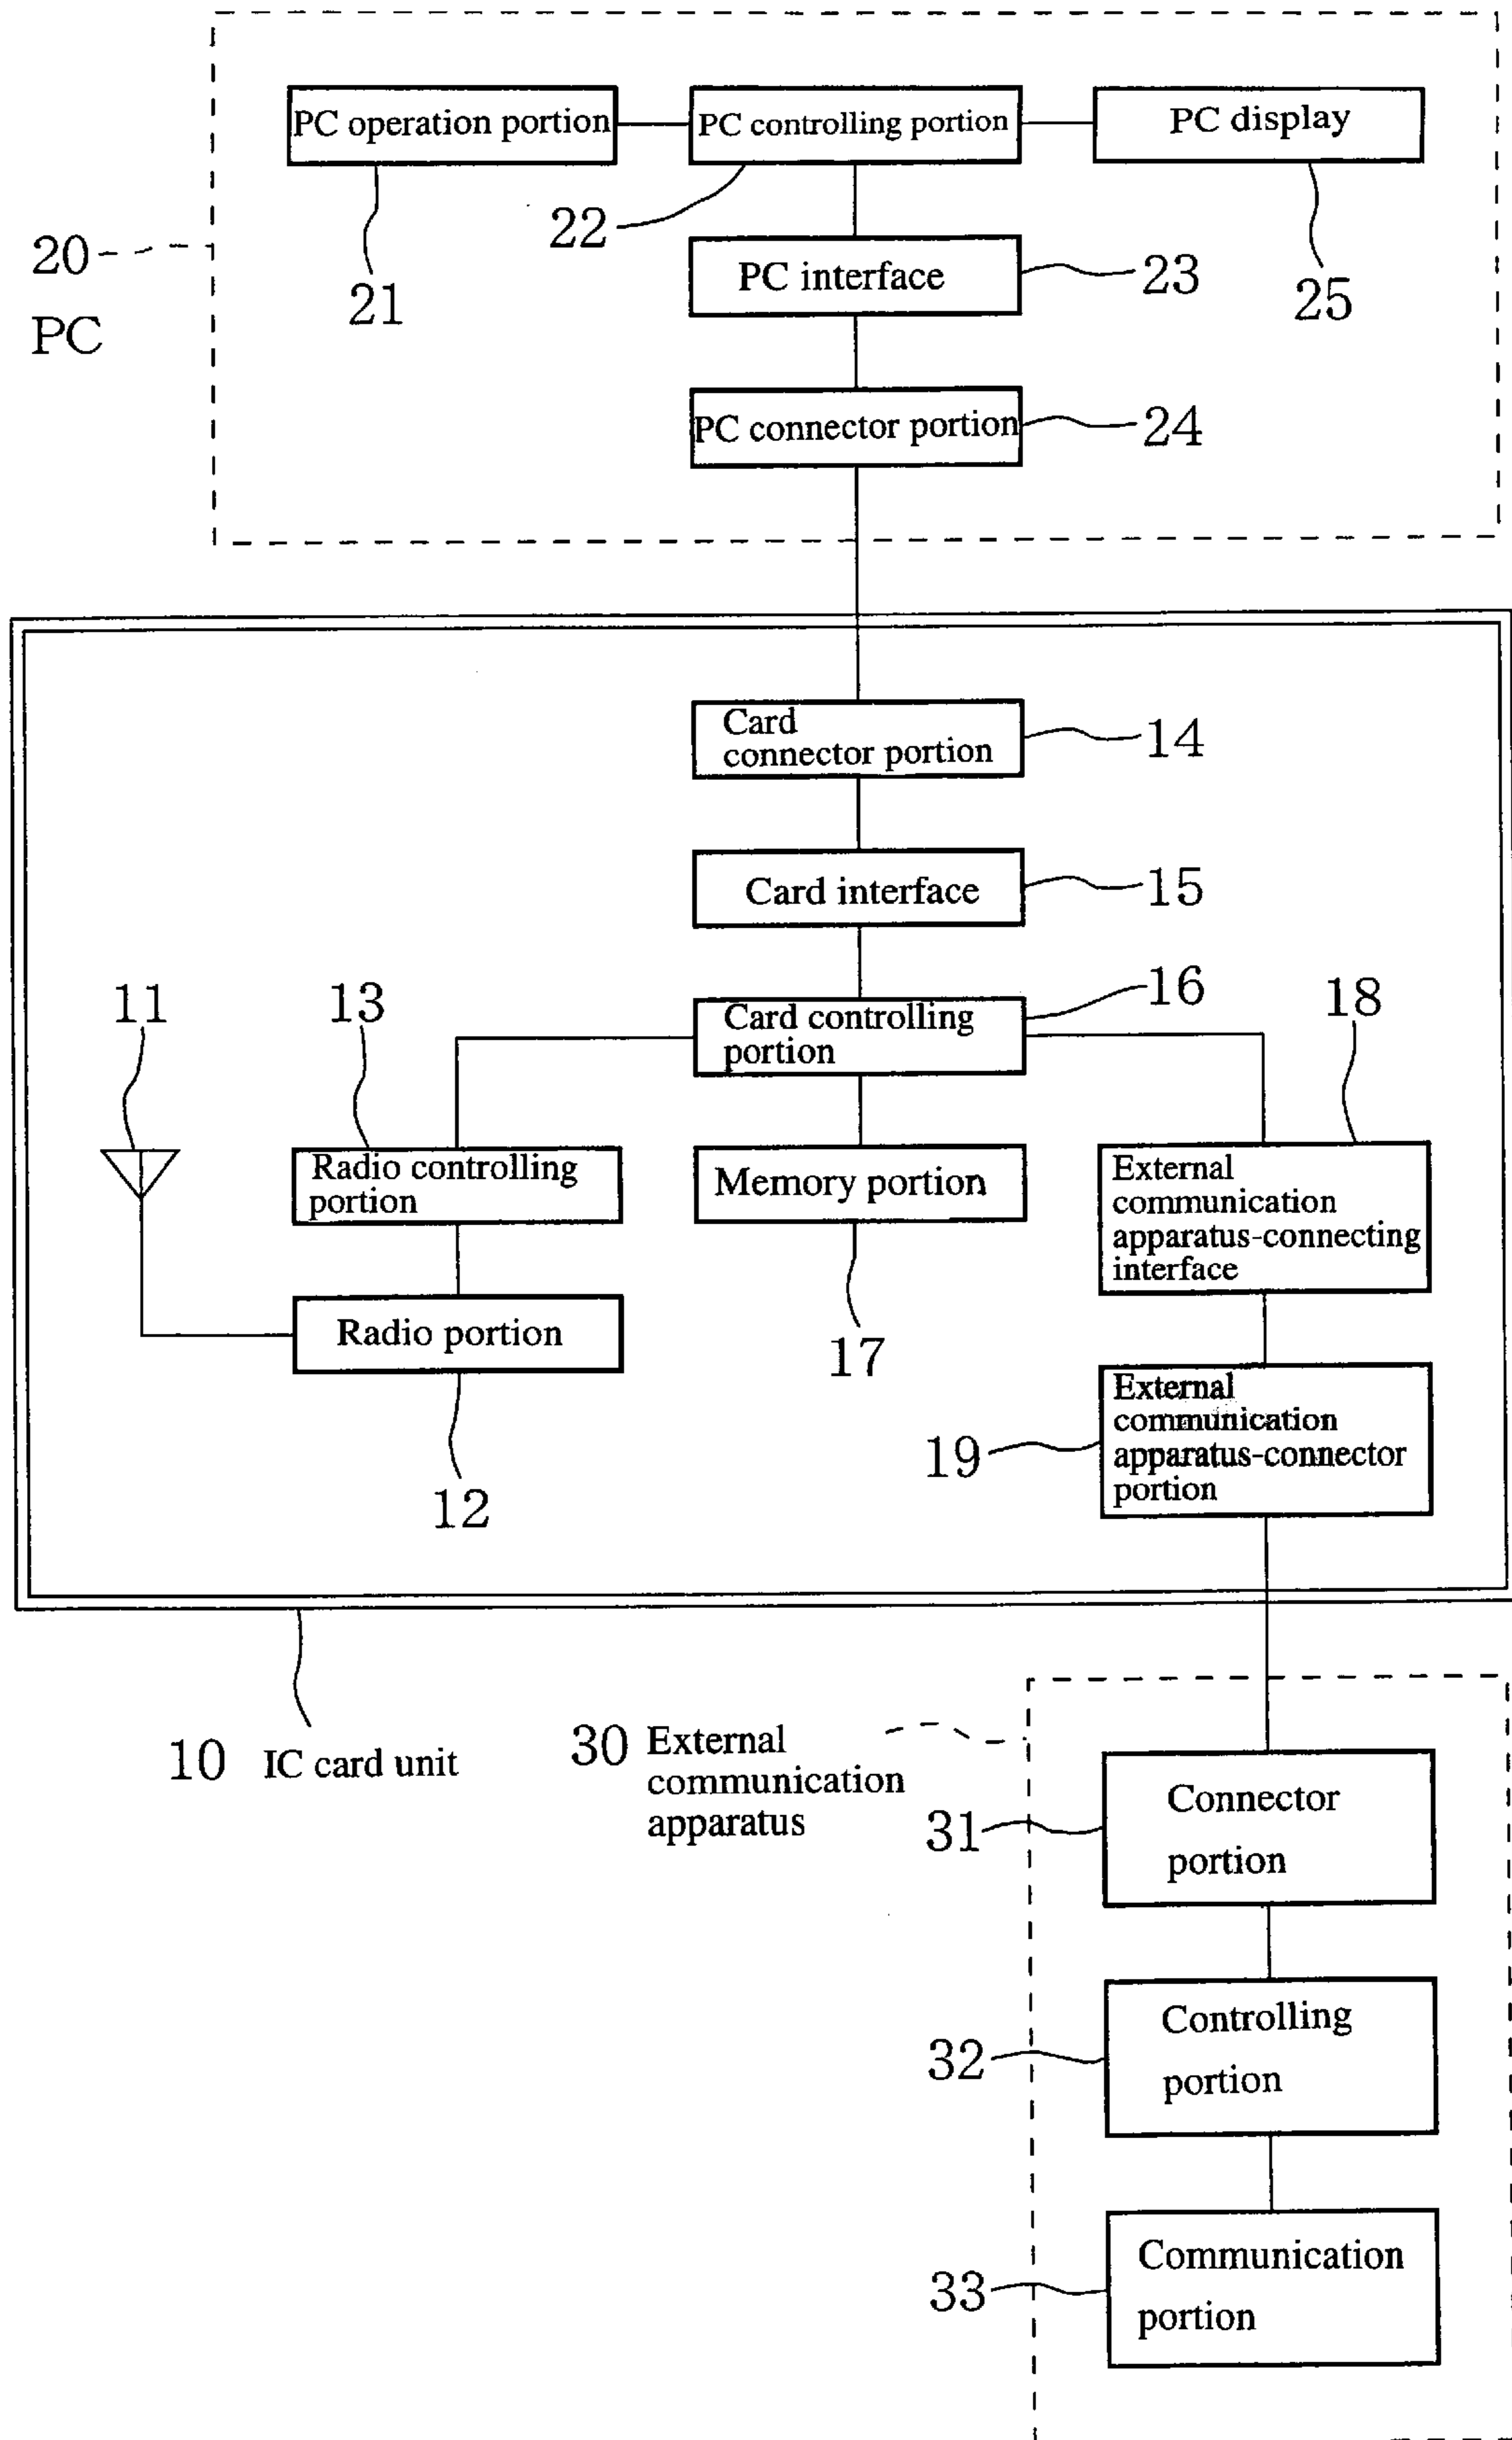 PC operation portion
PC controlling portion
PC display
22
20
PC
21
PC interface
23
25
PC connector portion
24
Card
connector portion
14
Card interface
15
11
13
Card controlling
portion
16
18
Radio controlling
portion
Memory portion
External
communication
apparatus-connecting
interface
Radio portion
17
External
communication
apparatus-connector
portion
19
12
10 IC card unit
30 External
communication
apparatus
31
Connector
portion
32
Controlling
portion
33
Communication
portion